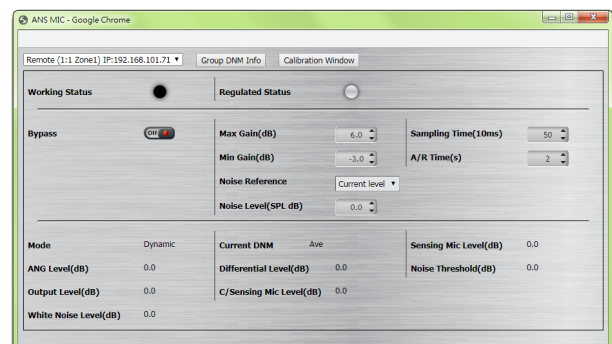 ANS MIC - Google Chrome
Remote (1:1 Zone1) IP:192.168.101.71 Group DNM Info Calibration Window
Working Status Regulated Status
Bypass Off Max Gain(dB) 6.0 Sampling Time(10ms) 50
Min Gain(dB) -3.0 A/R Time(s) 2
Noise Reference Current level
Noise Level(SPL dB) 0.0
Mode Dynamic Current DNM Ave Sensing Mic Level(dB) 0.0
ANG Level(dB) 0.0 Differential Level(dB) 0.0 Noise Threshold(dB) 0.0
Output Level(dB) 0.0 C/Sensing Mic Level(dB) 0.0
White Noise Level(dB) 0.0